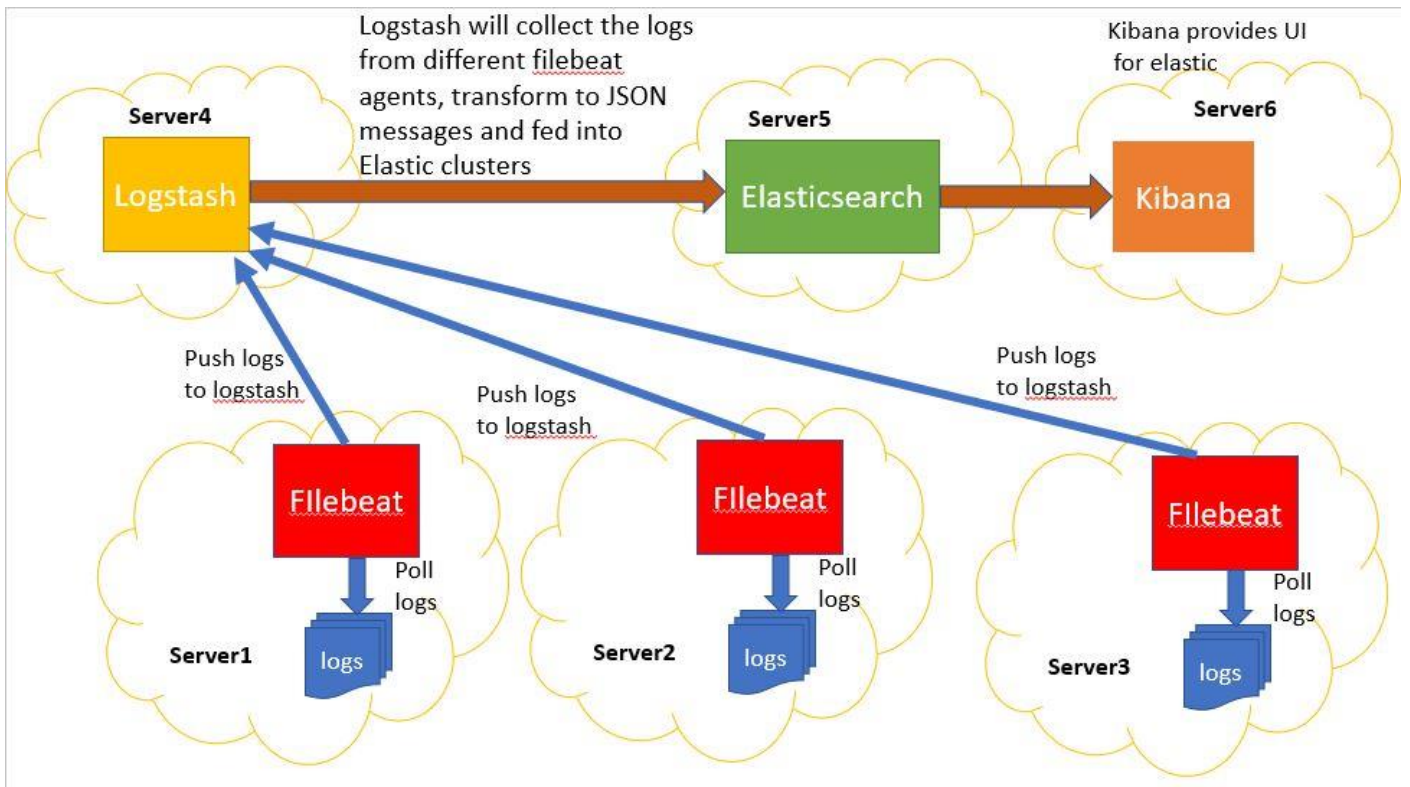 Logstash will collect the logs
from different filebeat
agents, transform to JSON
messages and fed into
Elastic clusters
Kibana provides UI
for elastic
Server4
Server5
Server6
Logstash
Elasticsearch
Kibana
Push logs
to logstash
Push logs
to logstash
Push logs
to logstash
FIlebeat
FIlebeat
FIlebeat
Poll
logs
Poll
logs
Poll
logs
Server1
logs
Server2
logs
Server3
logs